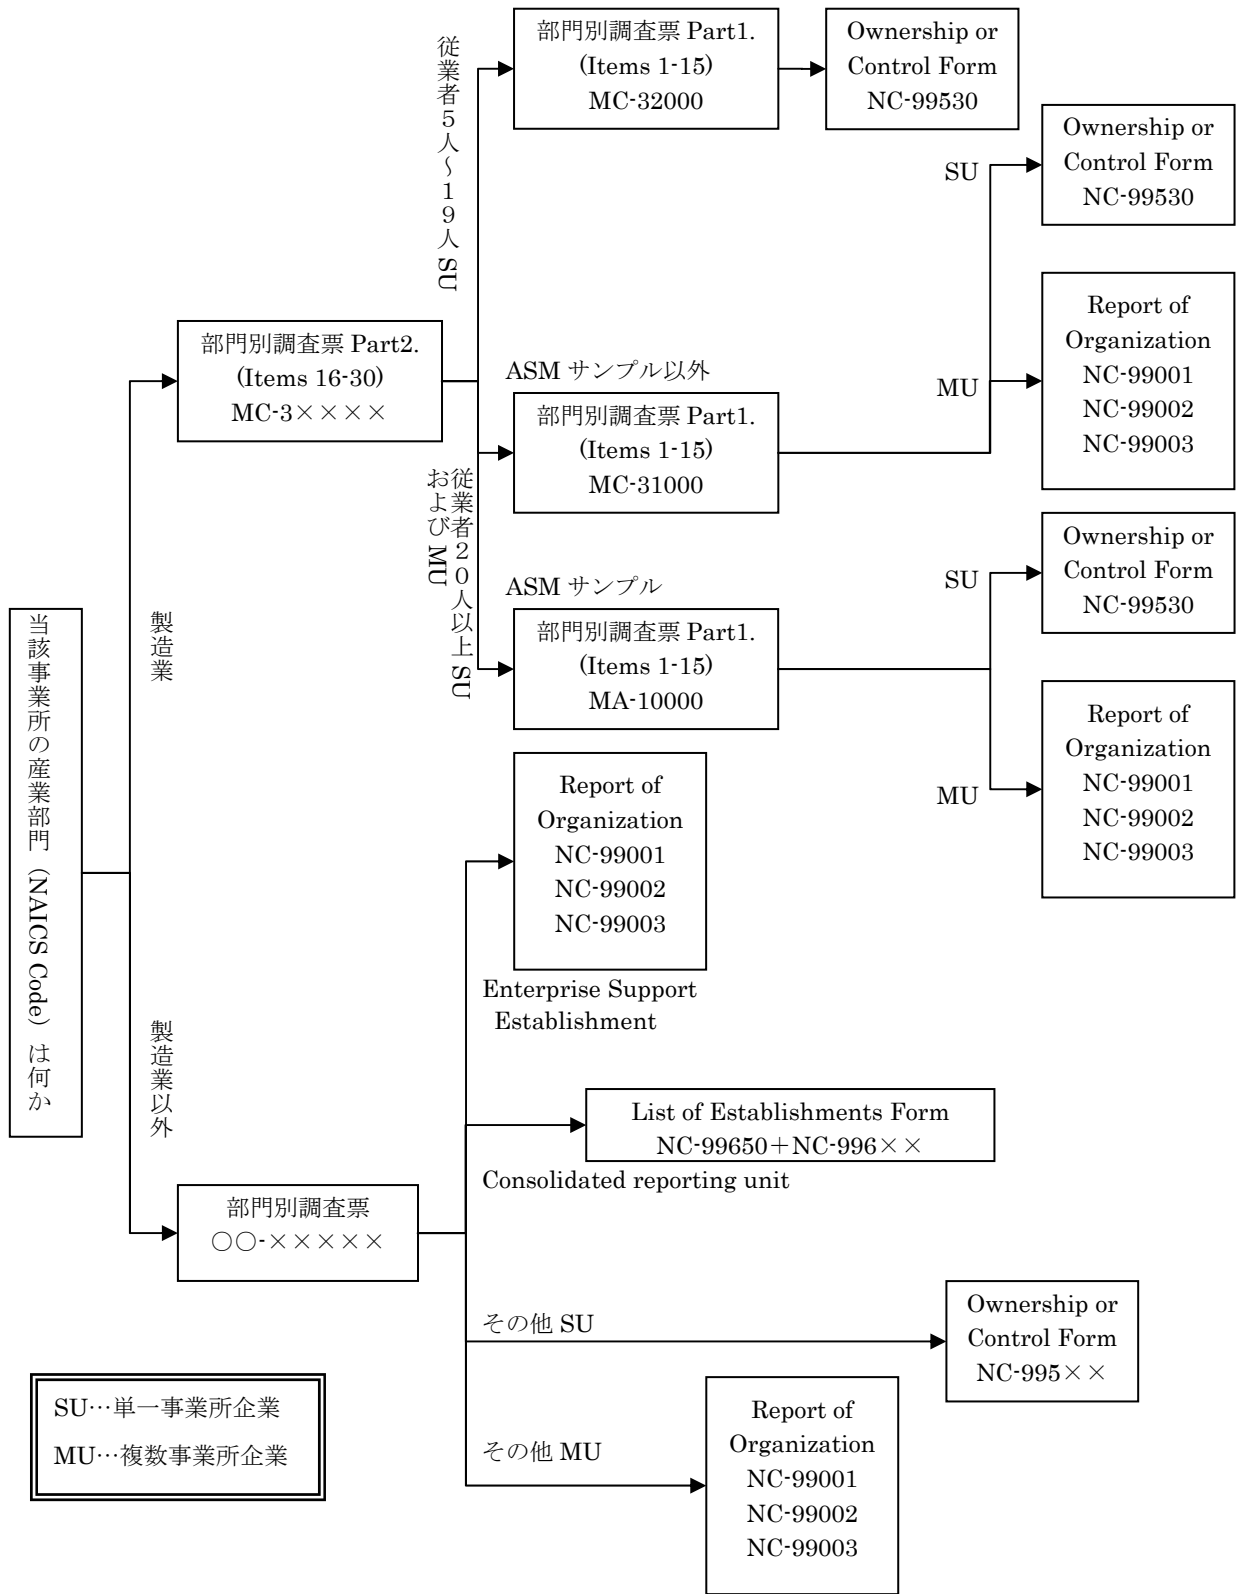 当該事業所の産業部門（NAICS Code）は何か
製造業
製造業以外
部門別調査票 Part2.
(Items 16-30)
MC-3××××
従業者５人～１９人 SU
従業者２０人以上 SU
および MU
部門別調査票 Part1.
(Items 1-15)
MC-32000
Ownership or
Control Form
NC-99530
ASM サンプル以外
部門別調査票 Part1.
(Items 1-15)
MC-31000
SU
Ownership or
Control Form
NC-99530
MU
Report of
Organization
NC-99001
NC-99002
NC-99003
ASM サンプル
部門別調査票 Part1.
(Items 1-15)
MA-10000
SU
Ownership or
Control Form
NC-99530
MU
Report of
Organization
NC-99001
NC-99002
NC-99003
部門別調査票
○○-×××××
Report of
Organization
NC-99001
NC-99002
NC-99003
Enterprise Support
Establishment
List of Establishments Form
NC-99650＋NC-996××
Consolidated reporting unit
その他 SU
Ownership or
Control Form
NC-995××
その他 MU
Report of
Organization
NC-99001
NC-99002
NC-99003
SU…単一事業所企業
MU…複数事業所企業